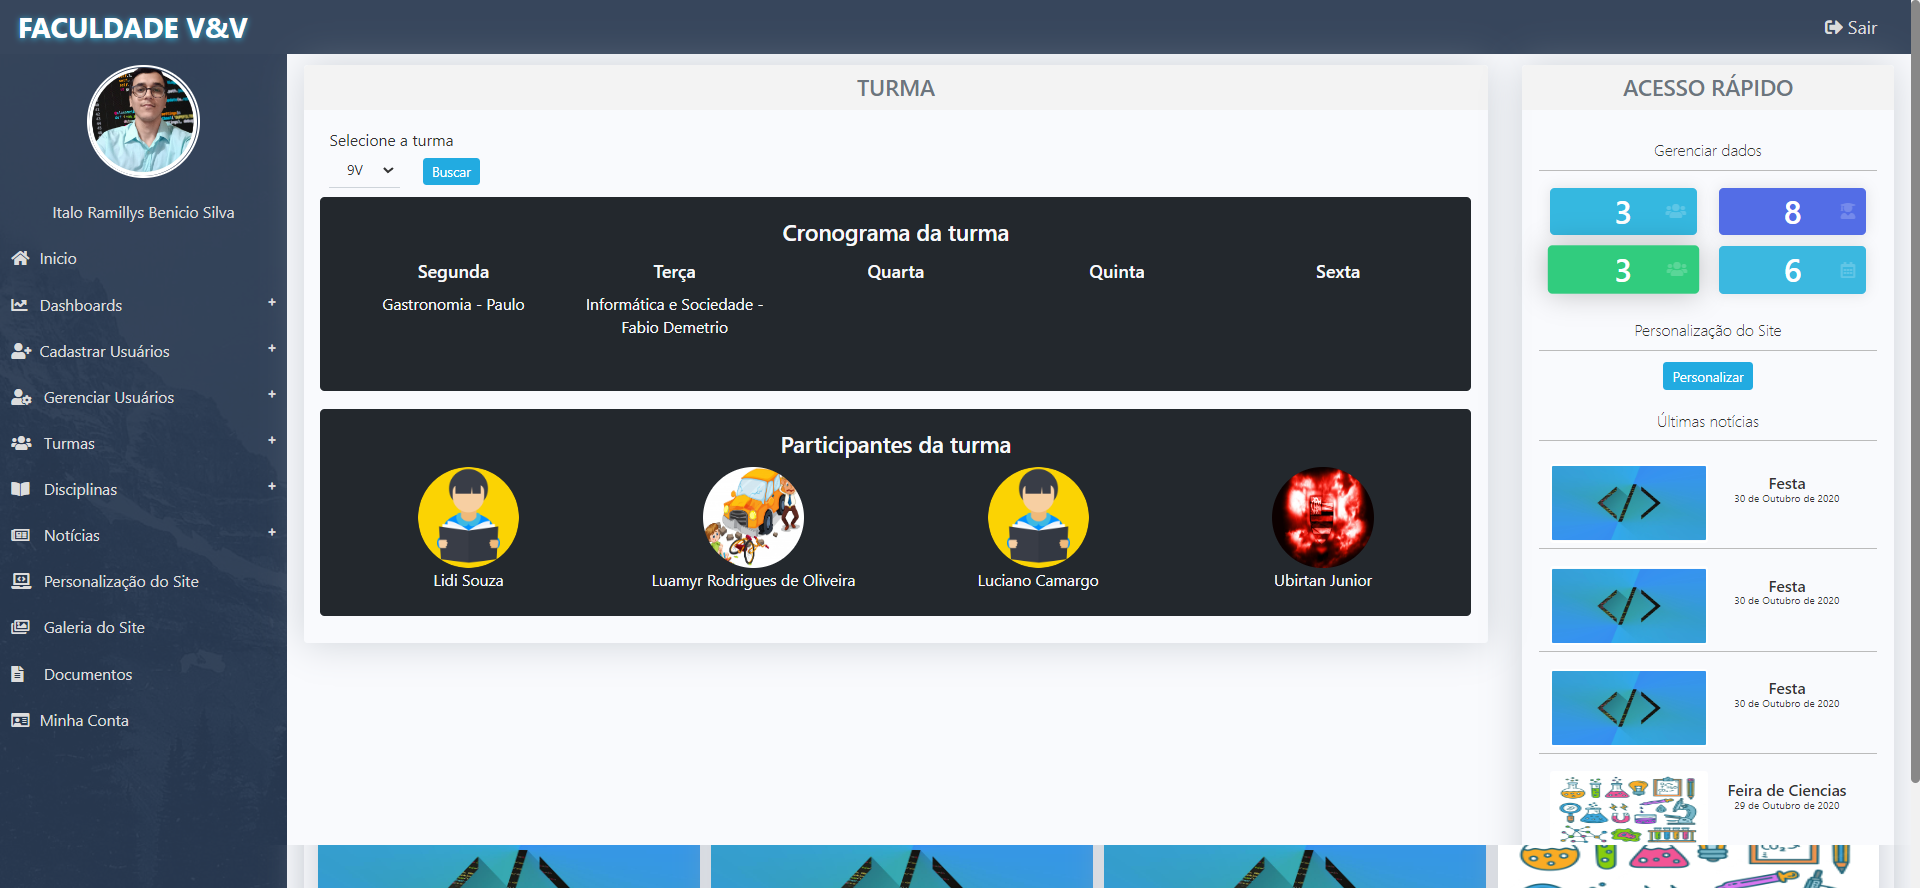 FACULDADE V&V
Sair
Italo Ramillys Benicio Silva
Inicio
Dashboards +
Cadastrar Usuários +
Gerenciar Usuários +
Turmas +
Disciplinas +
Notícias +
Personalização do Site
Galeria do Site
Documentos
Minha Conta
TURMA
Selecione a turma
9V
Buscar
Cronograma da turma
Segunda
Terça
Quarta
Quinta
Sexta
Gastronomia - Paulo
Informática e Sociedade -
Fabio Demetrio
Participantes da turma
Lidi Souza
Luamyr Rodrigues de Oliveira
Luciano Camargo
Ubirtan Junior
ACESSO RÁPIDO
Gerenciar dados
3
8
3
6
Personalização do Site
Personalizar
Últimas notícias
Festa
30 de Outubro de 2020
Festa
30 de Outubro de 2020
Festa
30 de Outubro de 2020
Feira de Ciencias
29 de Outubro de 2020